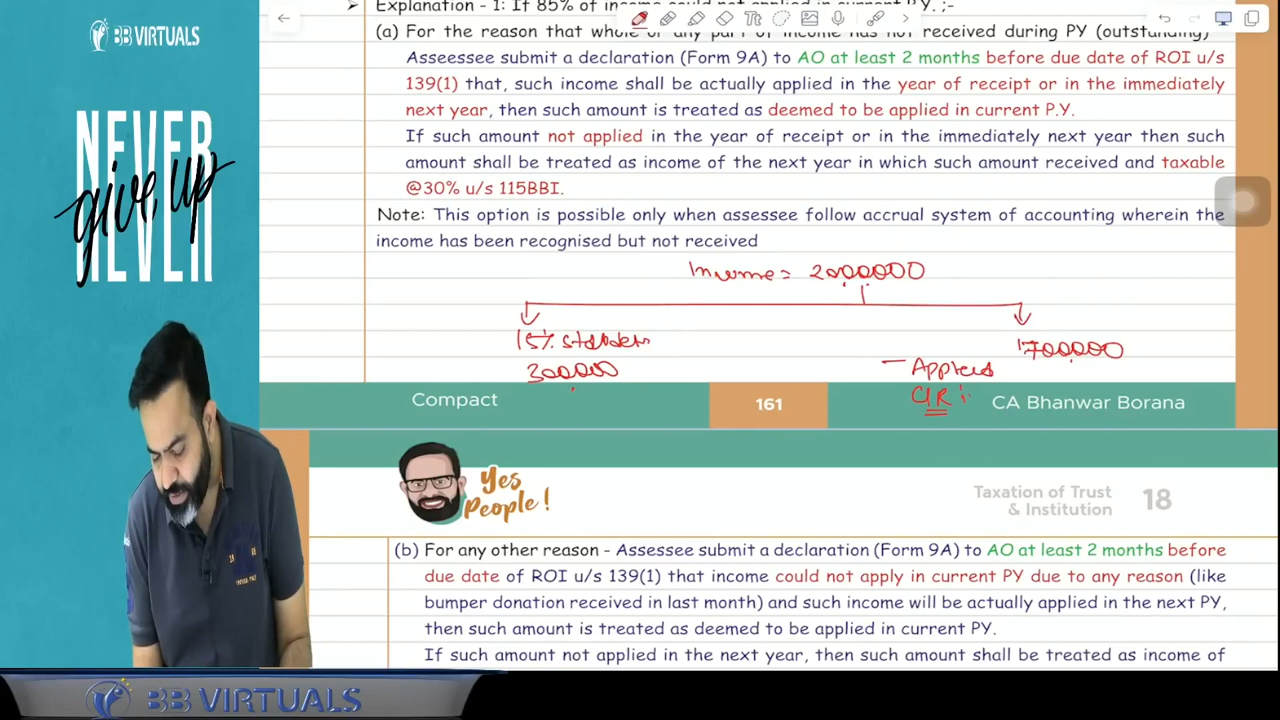 BB VIRTUALS
NEVER
give up
NEVER
Explanation - 1: If 85% of income could not applied in current P.Y. ;-
(a) For the reason that whole or any part of income has not received during PY (outstanding)
Asseessee submit a declaration (Form 9A) to AO at least 2 months before due date of ROI u/s
139(1) that, such income shall be actually applied in the year of receipt or in the immediately
next year, then such amount is treated as deemed to be applied in current P.Y.
If such amount not applied in the year of receipt or in the immediately next year then such
amount shall be treated as income of the next year in which such amount received and taxable
@30% u/s 115BBI.
Note: This option is possible only when assessee follow accrual system of accounting wherein the
income has been recognised but not received
Income = 2000000
15%
300000
1700000
- Applied
Compact
161
CA Bhanwar Borana
Yes
People!
Taxation of Trust
& Institution
18
(b) For any other reason - Assessee submit a declaration (Form 9A) to AO at least 2 months before
due date of ROI u/s 139(1) that income could not apply in current PY due to any reason (like
bumper donation received in last month) and such income will be actually applied in the next PY,
then such amount is treated as deemed to be applied in current PY.
If such amount not applied in the next year, then such amount shall be treated as income of
BB VIRTUALS